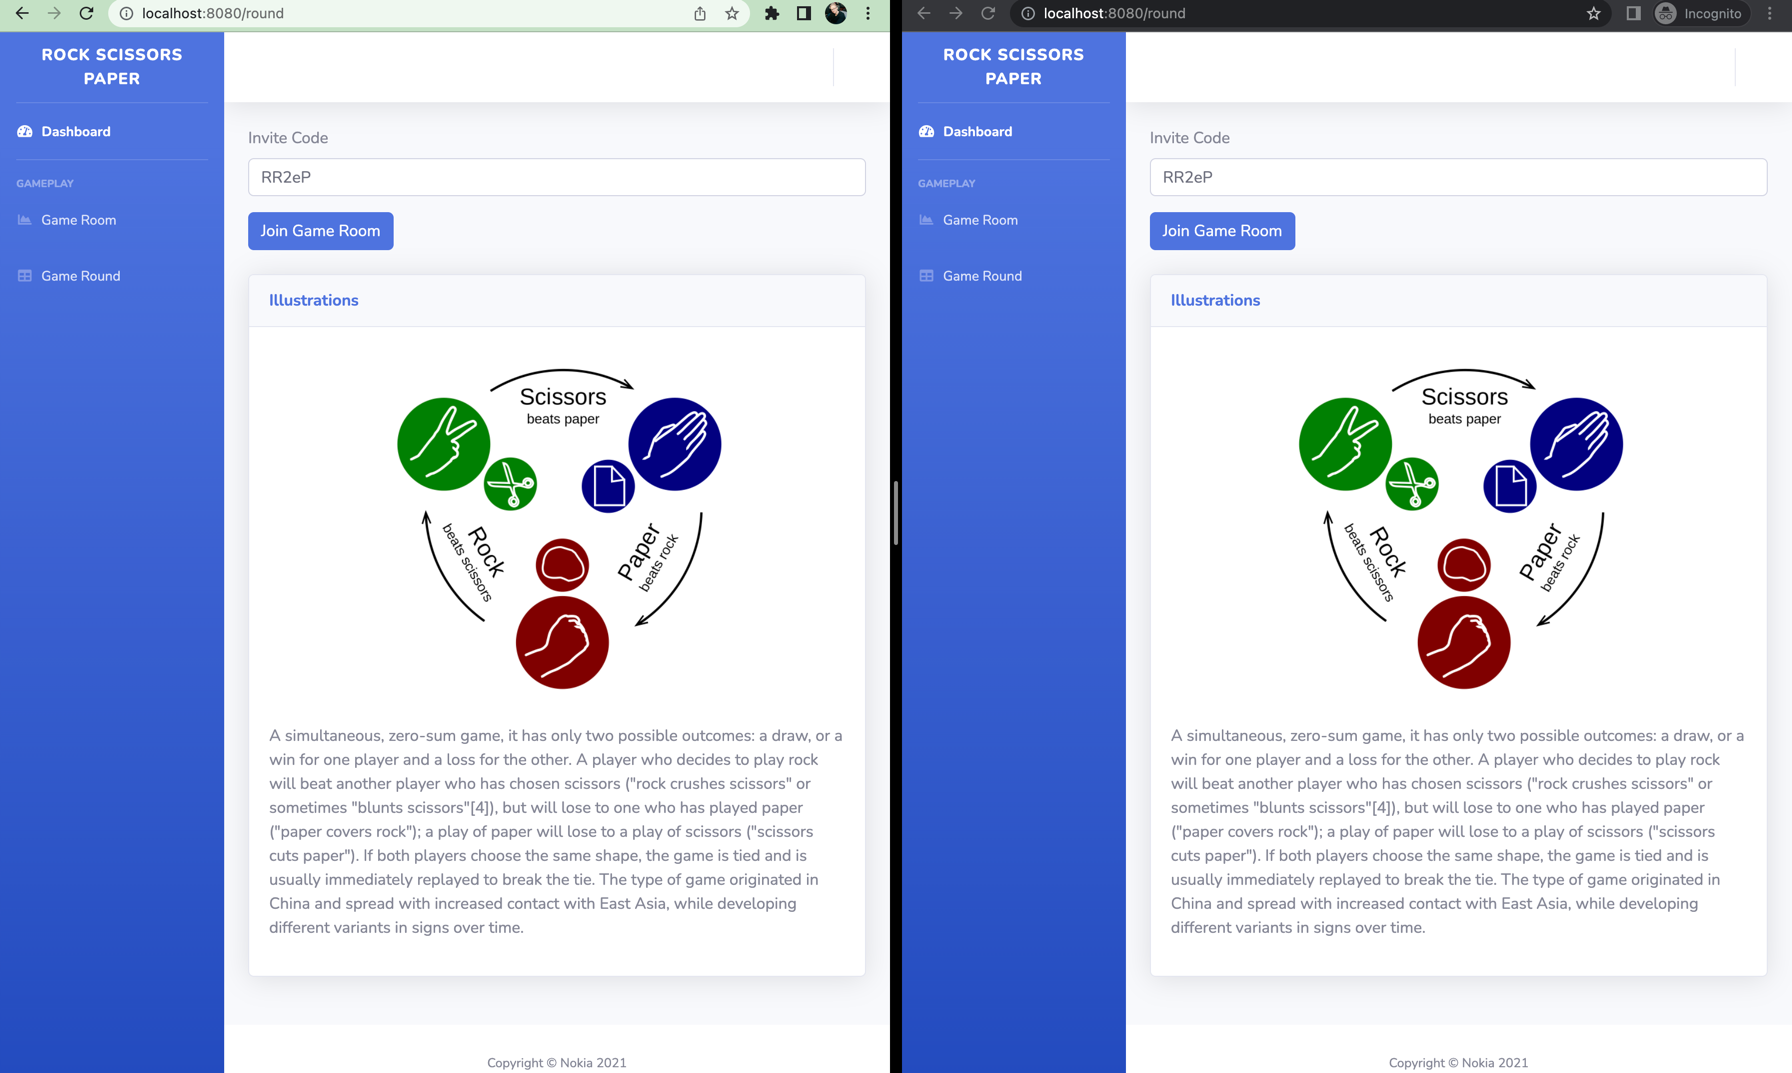 localhost:8080/round
ROCK SCISSORS
PAPER
Dashboard
GAMEPLAY
Game Room
Game Round
Invite Code
RR2eP
Join Game Room
Illustrations
Scissors
beats paper
Rock
beats scissors
Paper
beats rock
A simultaneous, zero-sum game, it has only two possible outcomes: a draw, or a
win for one player and a loss for the other. A player who decides to play rock
will beat another player who has chosen scissors ("rock crushes scissors" or
sometimes "blunts scissors"[4]), but will lose to one who has played paper
("paper covers rock"); a play of paper will lose to a play of scissors ("scissors
cuts paper"). If both players choose the same shape, the game is tied and is
usually immediately replayed to break the tie. The type of game originated in
China and spread with increased contact with East Asia, while developing
different variants in signs over time.
Copyright © Nokia 2021
localhost:8080/round
Incognito
ROCK SCISSORS
PAPER
Dashboard
GAMEPLAY
Game Room
Game Round
Invite Code
RR2eP
Join Game Room
Illustrations
Scissors
beats paper
Rock
beats scissors
Paper
beats rock
A simultaneous, zero-sum game, it has only two possible outcomes: a draw, or a
win for one player and a loss for the other. A player who decides to play rock
will beat another player who has chosen scissors ("rock crushes scissors" or
sometimes "blunts scissors"[4]), but will lose to one who has played paper
("paper covers rock"); a play of paper will lose to a play of scissors ("scissors
cuts paper"). If both players choose the same shape, the game is tied and is
usually immediately replayed to break the tie. The type of game originated in
China and spread with increased contact with East Asia, while developing
different variants in signs over time.
Copyright © Nokia 2021